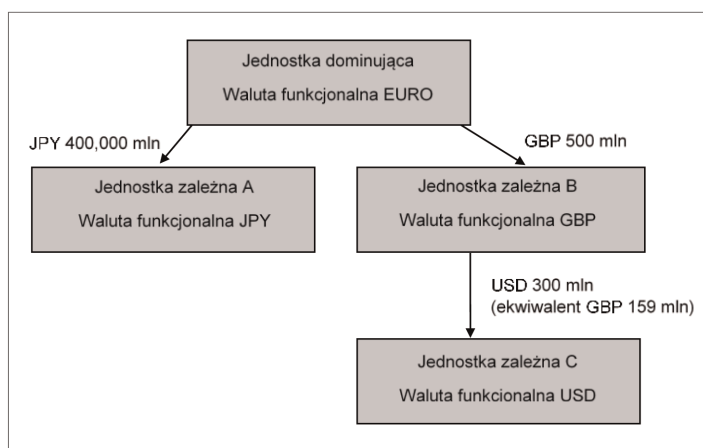 Jednostka dominująca
Waluta funkcjonalna EURO
JPY 400,000 mln
GBP 500 mln
Jednostka zależna A
Waluta funkcjonalna JPY
Jednostka zależna B
Waluta funkcjonalna GBP
USD 300 mln
(ekwiwalent GBP 159 mln)
Jednostka zależna C
Waluta funkcionalna USD